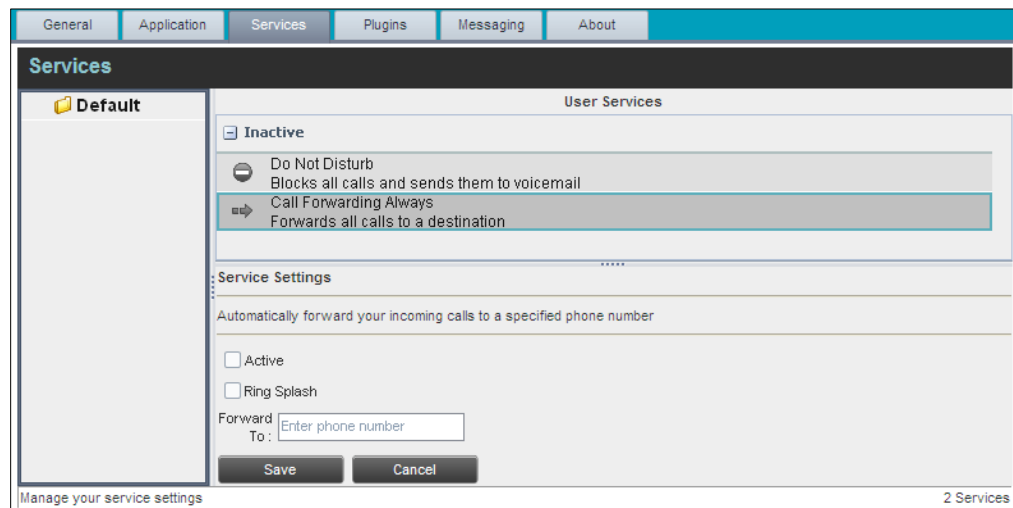 General Application Services Plugins Messaging About
Services
Default
User Services
Inactive
Do Not Disturb
Blocks all calls and sends them to voicemail
Call Forwarding Always
Forwards all calls to a destination
Service Settings
Automatically forward your incoming calls to a specified phone number
Active
Ring Splash
Forward
To : Enter phone number
Save Cancel
Manage your service settings 2 Services